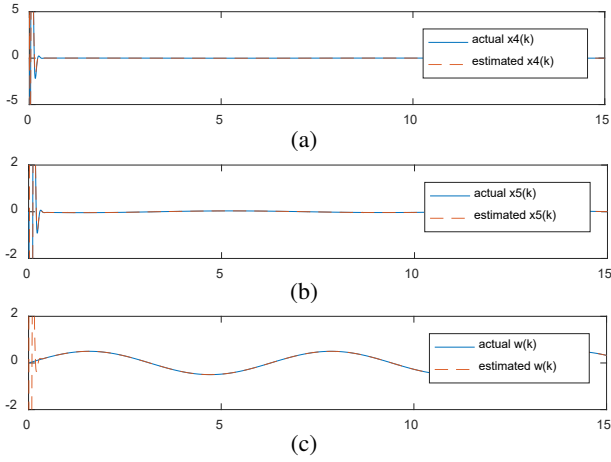 5
actual x4(k)
estimated x4(k)
0
-5
0 5 10 15
(a)
2
actual x5(k)
estimated x5(k)
0
-2
0 5 10 15
(b)
2
actual w(k)
estimated w(k)
0
-2
0 5 10 15
(c)